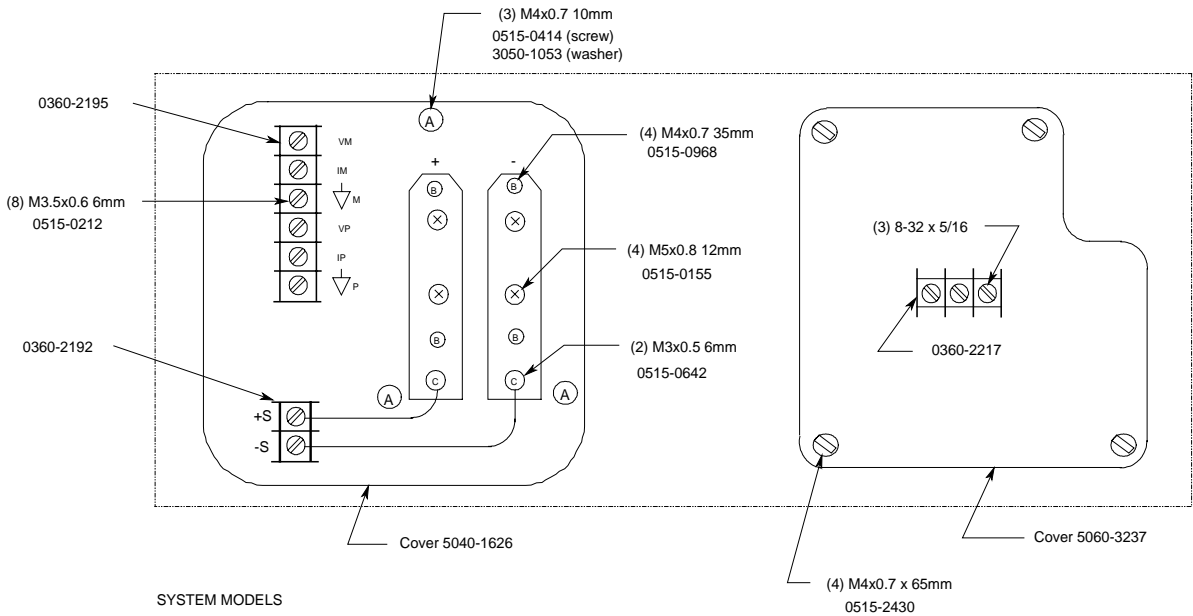 (3) M4x0.7 10mm
0515-0414 (screw)
3050-1053 (washer)
0360-2195
A
VM
IM
M
VP
IP
P
(8) M3.5x0.6 6mm
0515-0212
+
-
B
B
B
B
C
C
A
A
(4) M4x0.7 35mm
0515-0968
(4) M5x0.8 12mm
0515-0155
(2) M3x0.5 6mm
0515-0642
0360-2192
+S
-S
Cover 5040-1626
(3) 8-32 x 5/16
0360-2217
Cover 5060-3237
(4) M4x0.7 x 65mm
0515-2430
SYSTEM MODELS